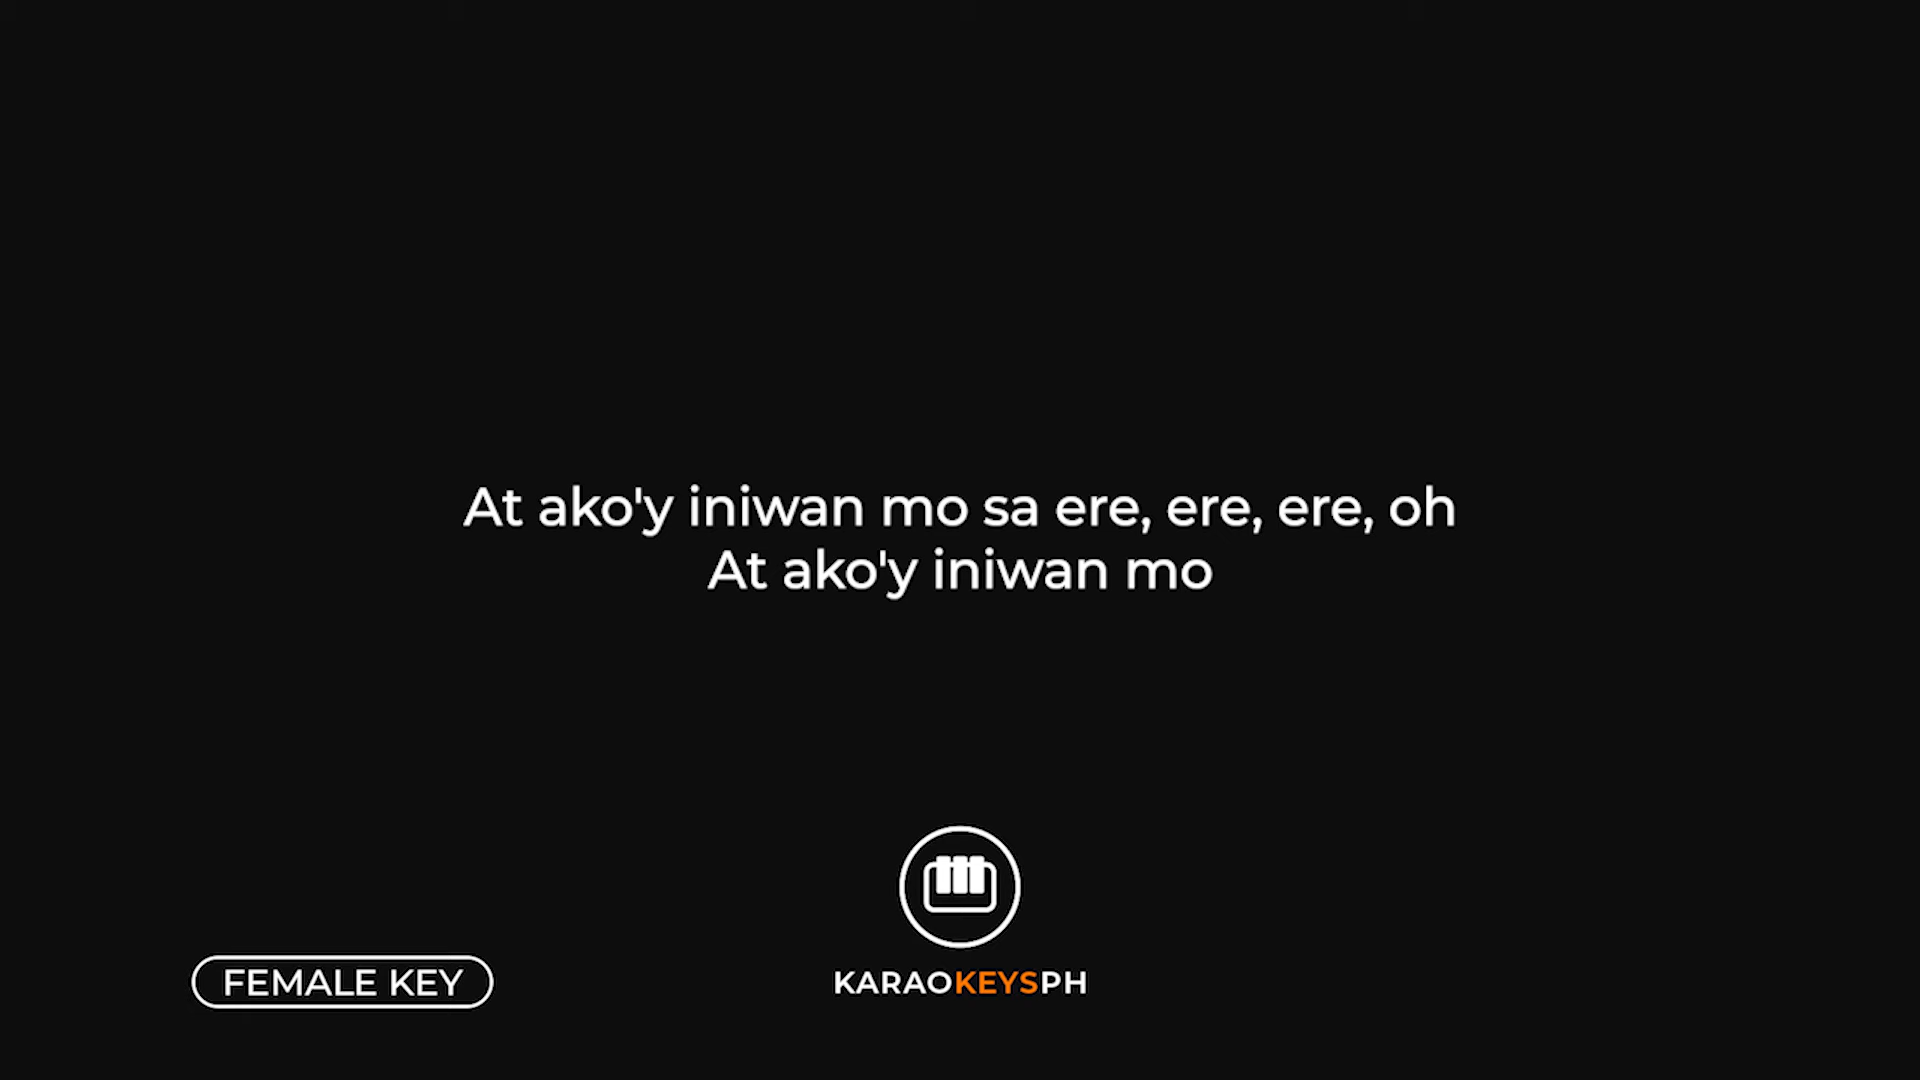 At ako'y iniwan mo sa ere, ere, ere, oh
At ako'y iniwan mo
FEMALE KEY
KARAOKEYSPH